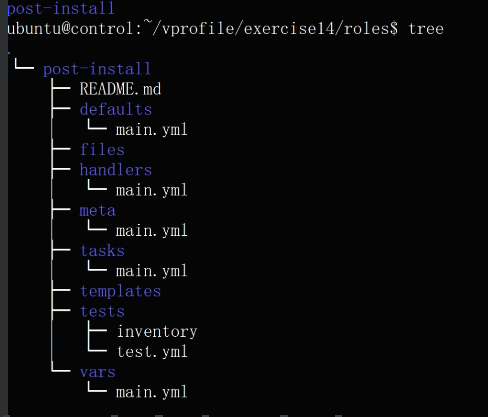 post-install
ubuntu@control:~/vprofile/exercise14/roles$ tree
.
└── post-install
    ├── README.md
    ├── defaults
    │   └── main.yml
    ├── files
    ├── handlers
    │   └── main.yml
    ├── meta
    │   └── main.yml
    ├── tasks
    │   └── main.yml
    ├── templates
    ├── tests
    │   ├── inventory
    │   └── test.yml
    └── vars
        └── main.yml